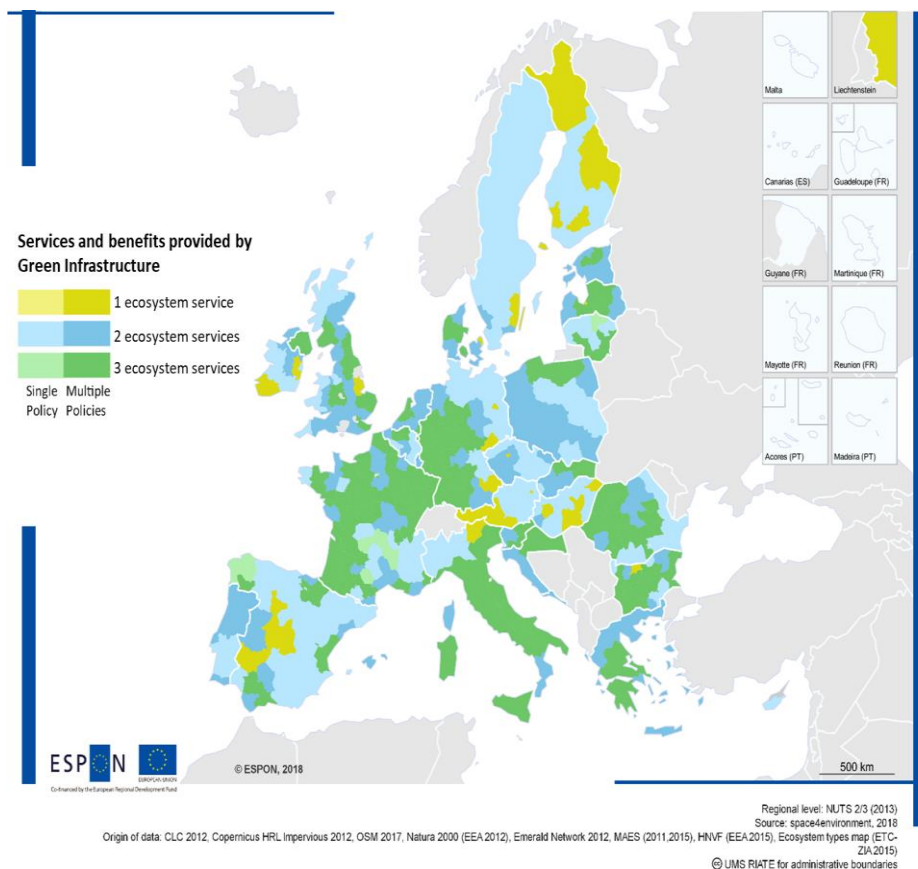 Malta
Liechtenstein
Canarias (ES)
Guadeloupe (FR)
Guyane (FR)
Martinique (FR)
Mayotte (FR)
Reunion (FR)
Acores (PT)
Madeira (PT)
Services and benefits provided by
Green Infrastructure
1 ecosystem service
2 ecosystem services
3 ecosystem services
Single Multiple
Policy Policies
ESPON
EUROPEAN UNION
Co-financed by the European Regional Development Fund
© ESPON, 2018
500 km
Regional level: NUTS 2/3 (2013)
Source: space4environment, 2018
Origin of data: CLC 2012, Copernicus HRL Impervious 2012, OSM 2017, Natura 2000 (EEA 2012), Emerald Network 2012, MAES (2011,2015), HNVF (EEA 2015), Ecosystem types map (ETC-
ZIA 2015)
cc UMS RIATE for administrative boundaries